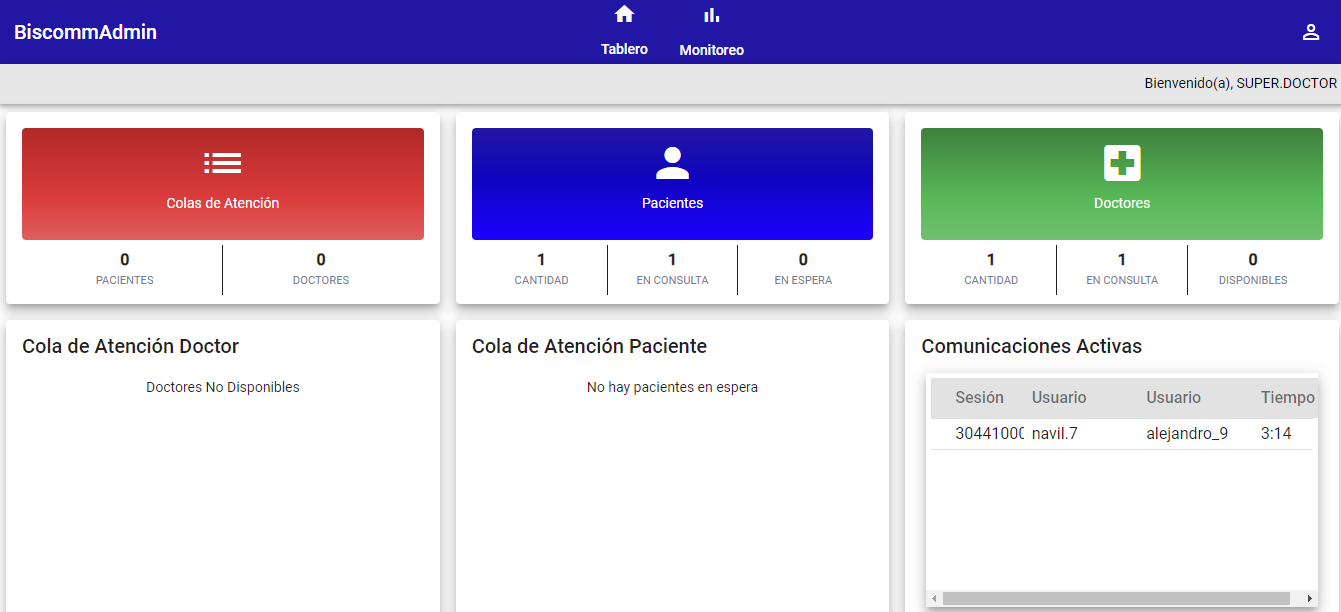 BiscommAdmin
Tablero
Monitoreo
Bienvenido(a), SUPER.DOCTOR
Colas de Atención
0 0
PACIENTES DOCTORES
Pacientes
1 1 0
CANTIDAD EN CONSULTA EN ESPERA
Doctores
1 1 0
CANTIDAD EN CONSULTA DISPONIBLES
Cola de Atención Doctor
Doctores No Disponibles
Cola de Atención Paciente
No hay pacientes en espera
Comunicaciones Activas
Sesión Usuario Usuario Tiempo
3044100 navil.7 alejandro_9 3:14